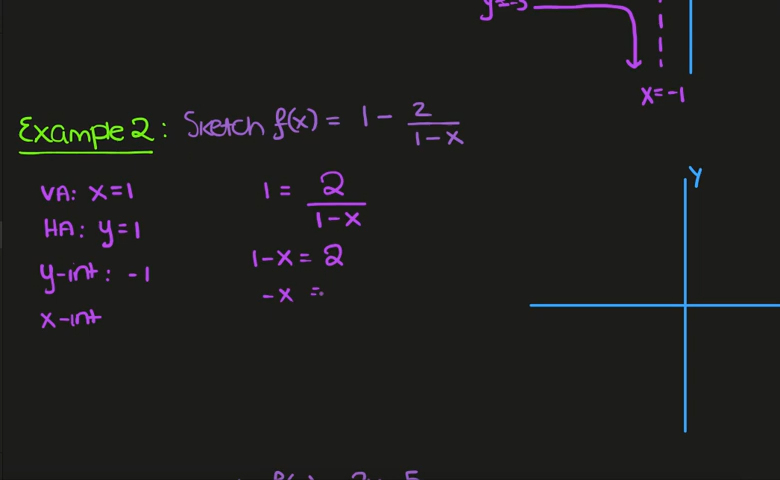 y=-5
x=-1
Example 2: Sketch f(x) = 1 - 2/(1-x)
VA: x=1
HA: y=1
y-int: -1
x-int
1 = 2/(1-x)
1-x = 2
-x =
y